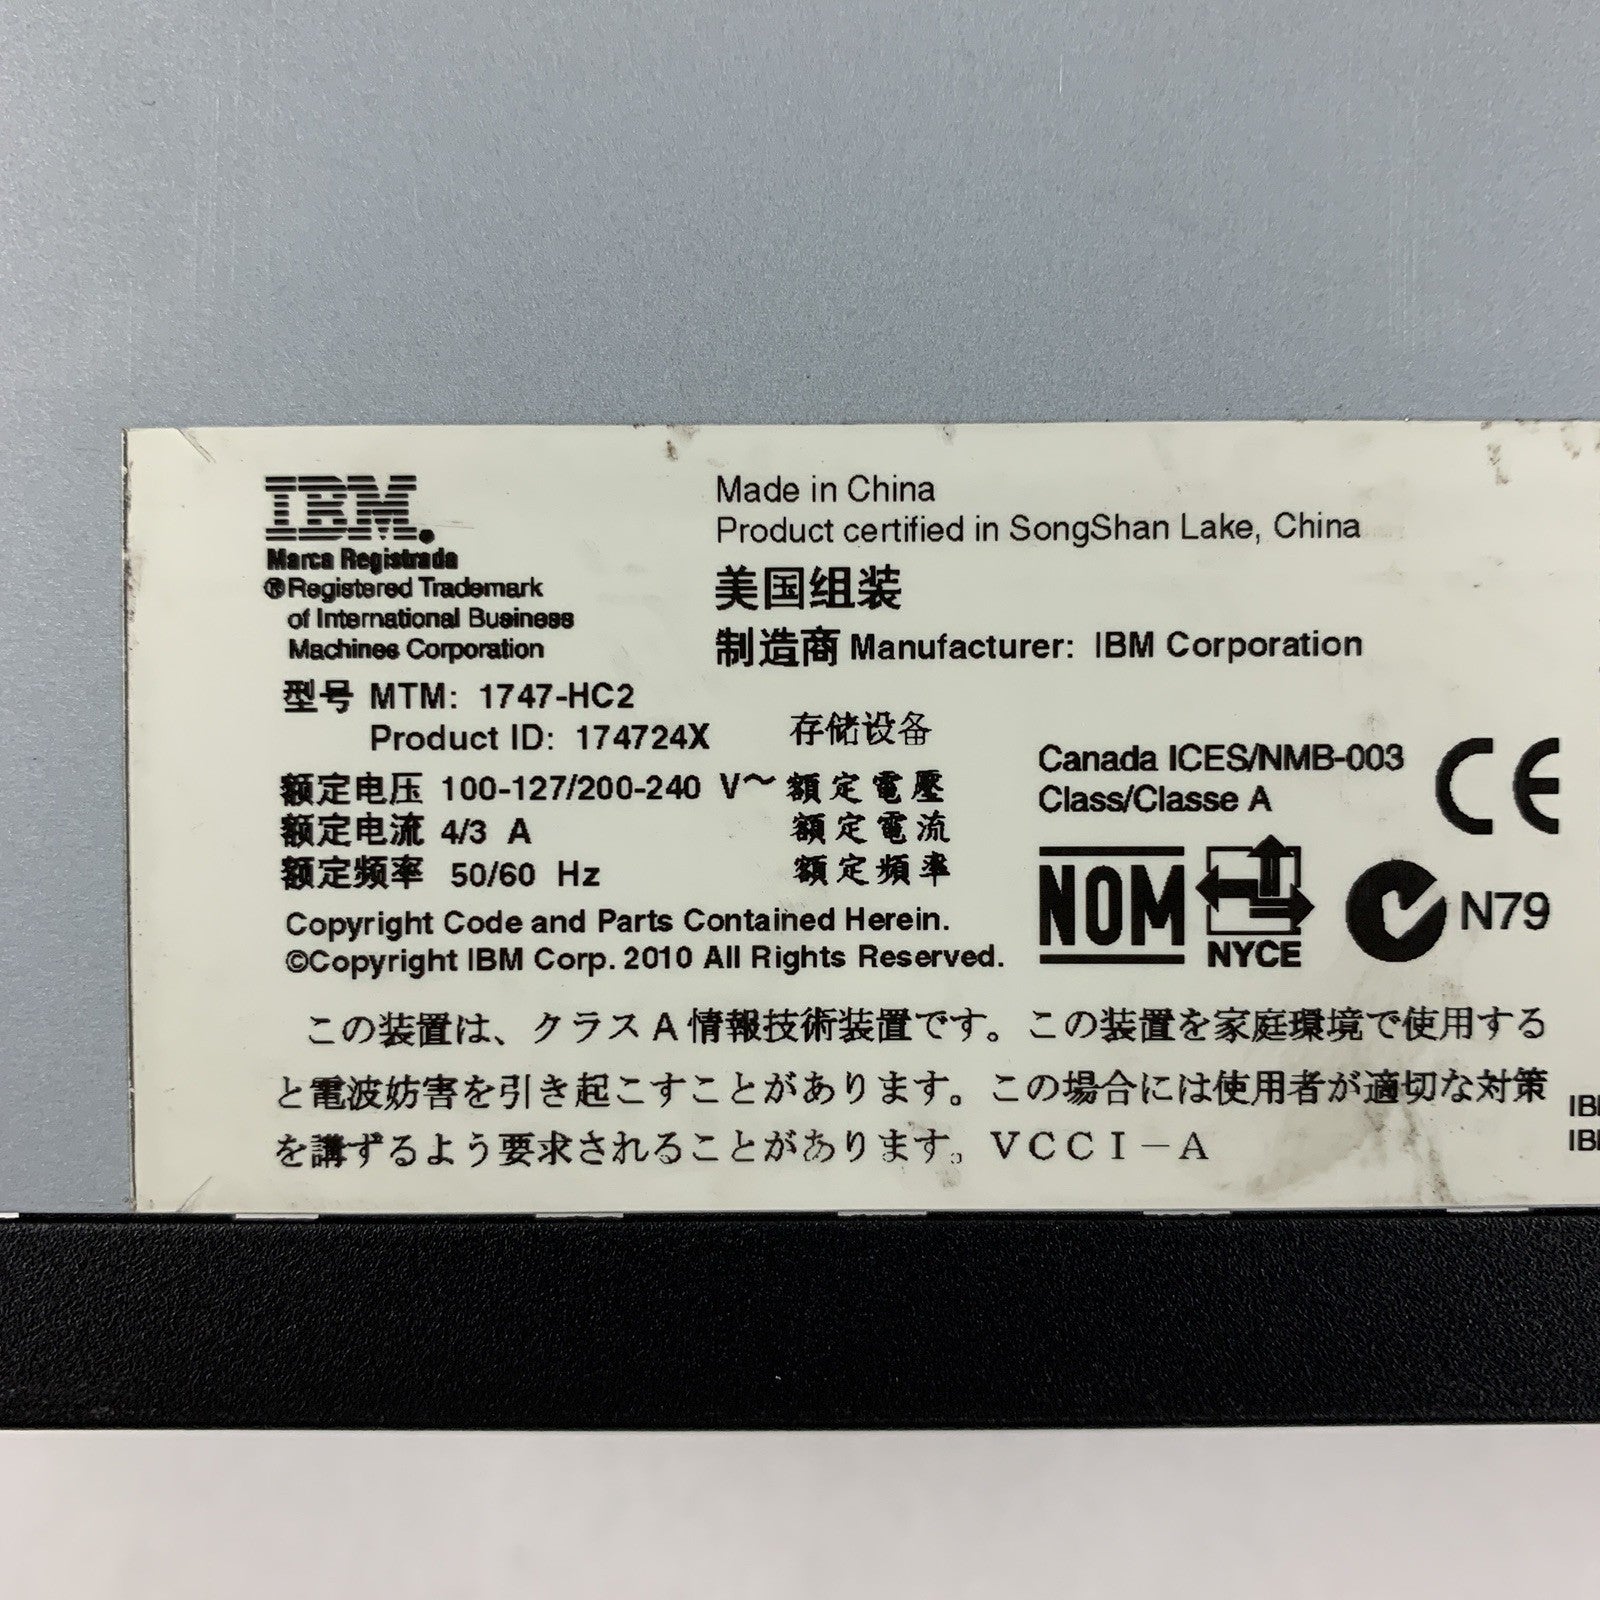 IBM.
Marca Registrada
®Registered Trademark
of International Business
Machines Corporation
Made in China
Product certified in SongShan Lake, China
美国组装
制造商 Manufacturer: IBM Corporation
型号 MTM: 1747-HC2
Product ID: 174724X
存储设备
额定电压 100-127/200-240 V～ 額定電壓
额定电流 4/3 A 額定電流
额定频率 50/60 Hz 額定頻率
Copyright Code and Parts Contained Herein.
©Copyright IBM Corp. 2010 All Rights Reserved.
Canada ICES/NMB-003
Class/Classe A
CE
NOM
NYCE
N79
この装置は、クラスA情報技術装置です。この装置を家庭環境で使用する
と電波妨害を引き起こすことがあります。この場合には使用者が適切な対策
を講ずるよう要求されることがあります。VCCI－A